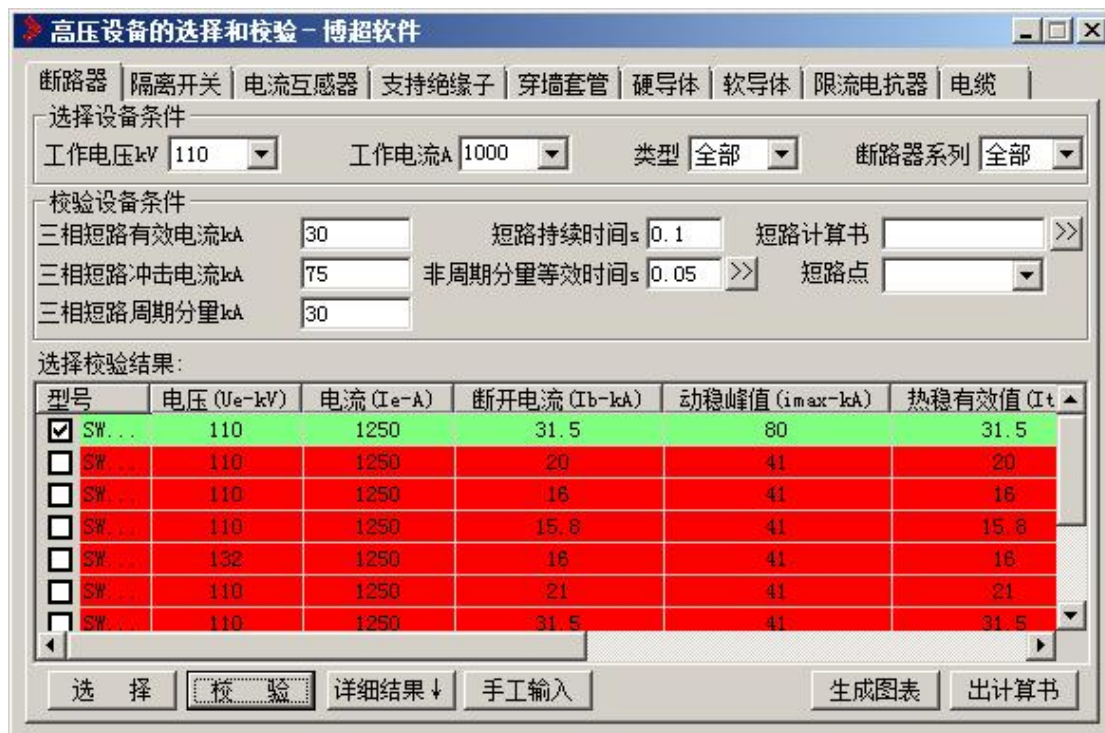 高压设备的选择和校验-博超软件
断路器 隔离开关 电流互感器 支持绝缘子 穿墙套管 硬导体 软导体 限流电抗器 电缆
选择设备条件
工作电压kV 110 工作电流A 1000 类型 全部 断路器系列 全部
校验设备条件
三相短路有效电流kA 30 短路持续时间s 0.1 短路计算书 >>
三相短路冲击电流kA 75 非周期分量等效时间s 0.05 >> 短路点
三相短路周期分量kA 30
选择校验结果:
型号 电压(Ue-kV) 电流(Ie-A) 断开电流(Ib-kA) 动稳峰值(imax-kA) 热稳有效值(It
SW... 110 1250 31.5 80 31.5
SW... 110 1250 20 41 20
SW... 110 1250 16 41 16
SW... 110 1250 15.8 41 15.8
SW... 132 1250 16 41 16
SW... 110 1250 21 41 21
SW... 110 1250 31.5 41 31.5
选 择 校 验 详细结果↓ 手工输入 生成图表 出计算书